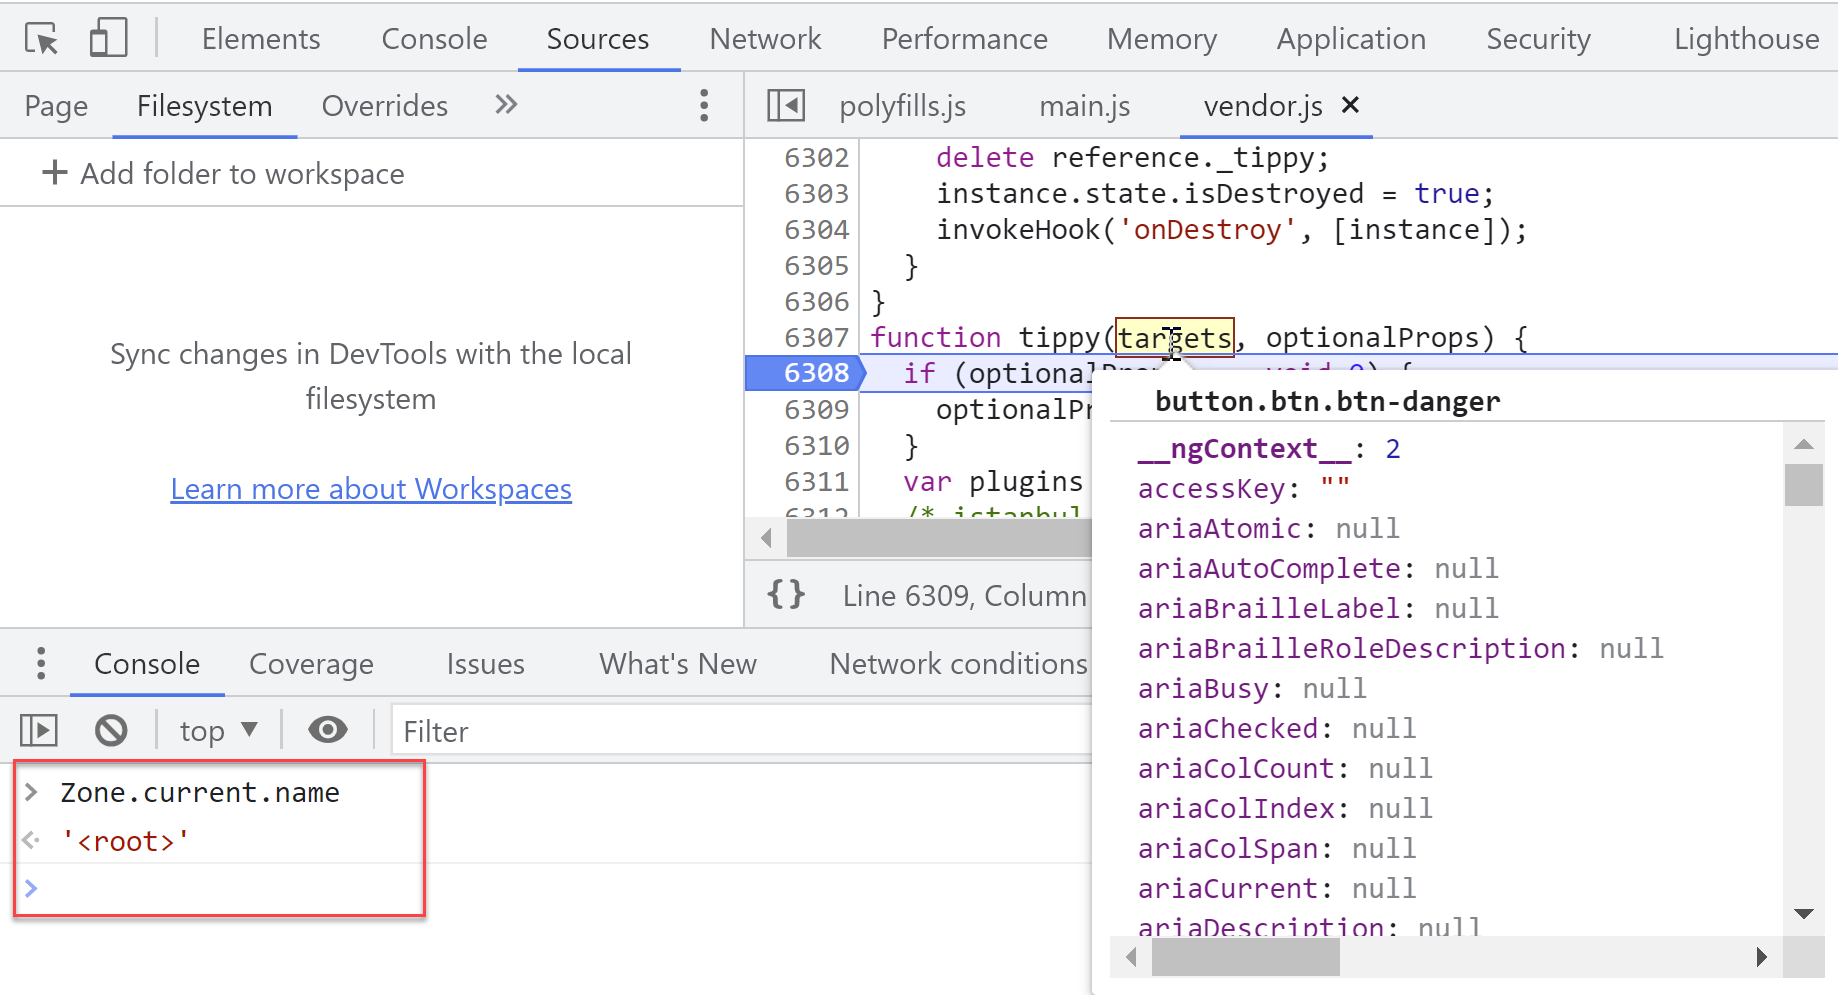 Elements Console Sources Network Performance Memory Application Security Lighthouse
Page Filesystem Overrides »
polyfills.js main.js vendor.js ×
+ Add folder to workspace
Sync changes in DevTools with the local
filesystem
Learn more about Workspaces
6302 delete reference._tippy;
6303 instance.state.isDestroyed = true;
6304 invokeHook('onDestroy', [instance]);
6305 }
6306 }
6307 function tippy(targets, optionalProps) {
6308 if (optionalProps void 0) {
6309 optionalPr
6310 }
6311 var plugins
6312 /* istanbul
{} Line 6309, Column
button.btn.btn-danger
__ngContext__: 2
accessKey: ""
ariaAtomic: null
ariaAutoComplete: null
ariaBrailleLabel: null
ariaBrailleRoleDescription: null
ariaBusy: null
ariaChecked: null
ariaColCount: null
ariaColIndex: null
ariaColSpan: null
ariaCurrent: null
ariaDescription: null
Console Coverage Issues What's New Network conditions
top ▼ Filter
> Zone.current.name
'<root>'
>